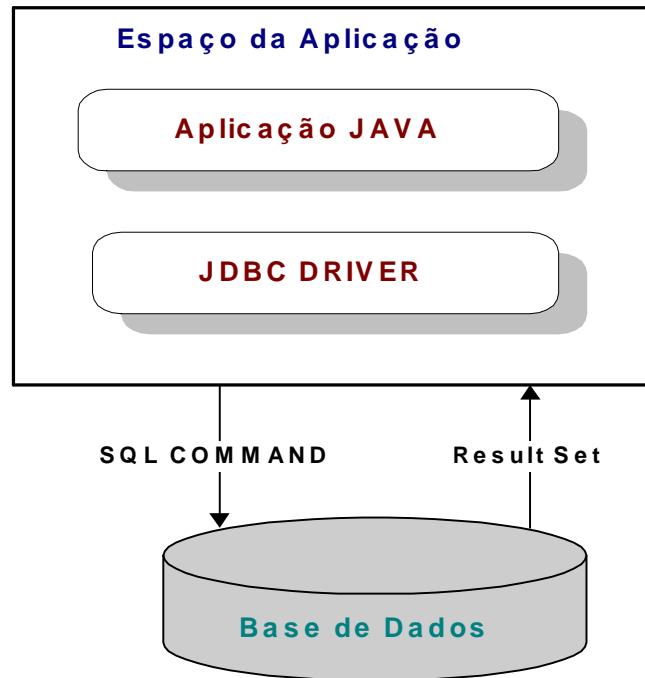 Espaço da Aplicação
Aplicação JAVA
JDBC DRIVER
SQL COMMAND
Result Set
Base de Dados